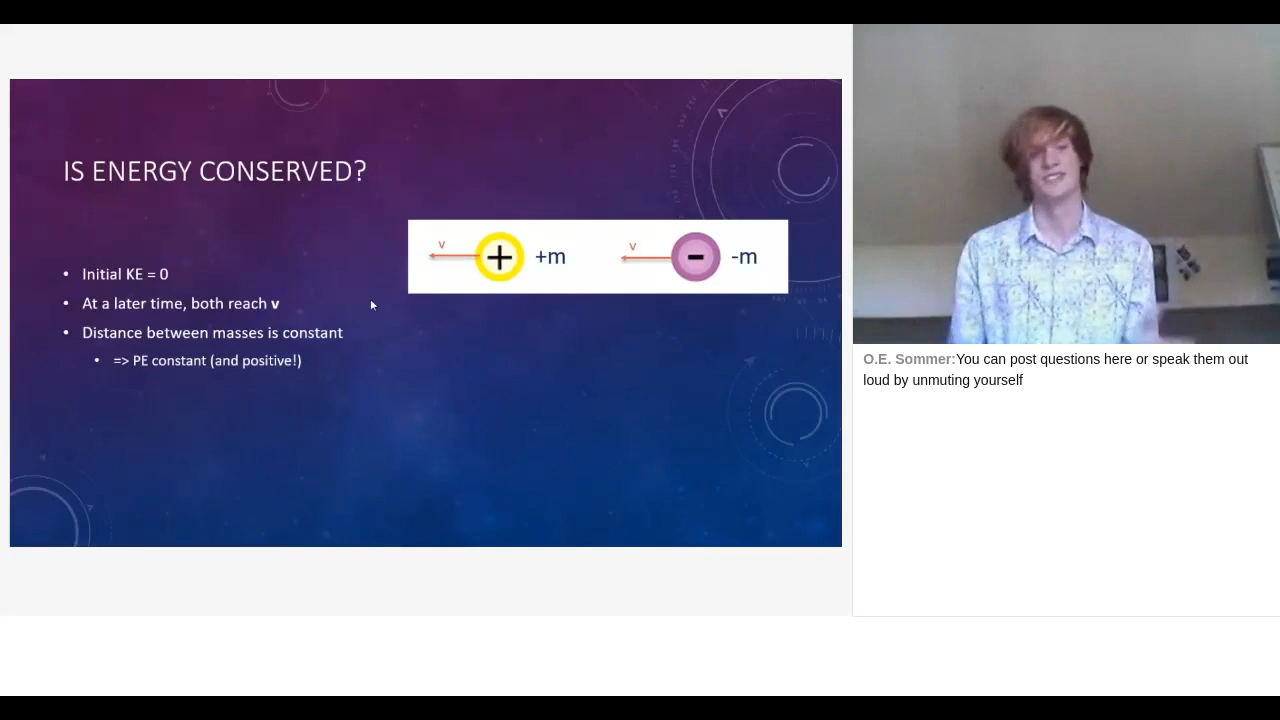 IS ENERGY CONSERVED?
• Initial KE = 0
• At a later time, both reach v
• Distance between masses is constant
• => PE constant (and positive!)
v
+
+m
v
-
-m
O.E. Sommer:You can post questions here or speak them out
loud by unmuting yourself